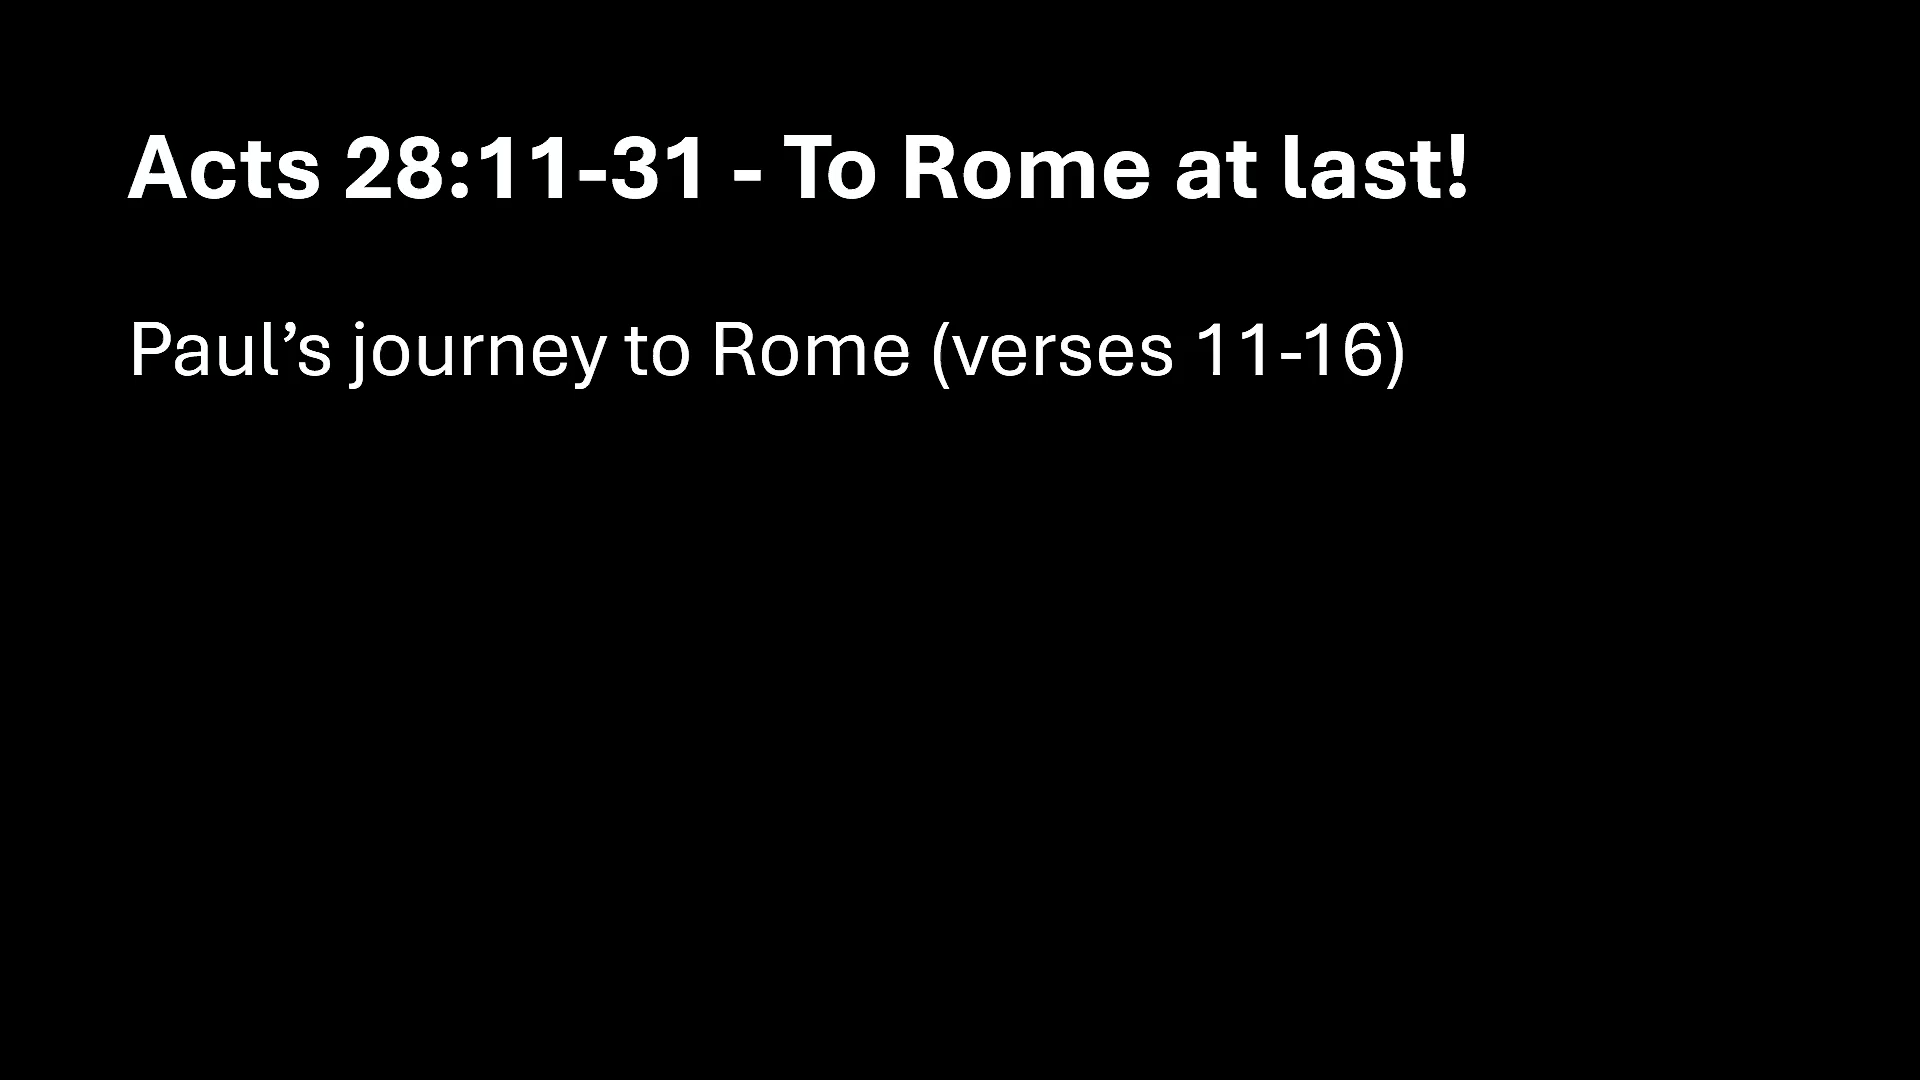 Acts 28:11-31 - To Rome at last!
Paul’s journey to Rome (verses 11-16)